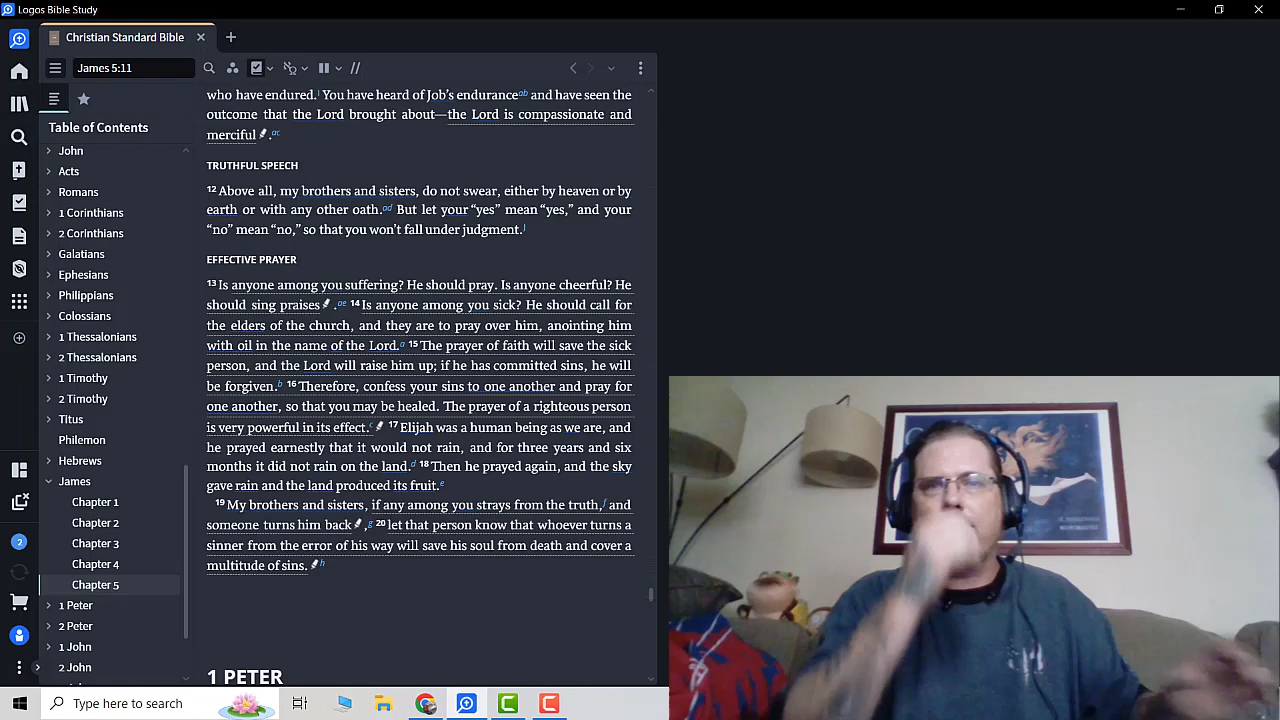 Logos Bible Study
Christian Standard Bible
James 5:11
Table of Contents
John
Acts
Romans
1 Corinthians
2 Corinthians
Galatians
Ephesians
Philippians
Colossians
1 Thessalonians
2 Thessalonians
1 Timothy
2 Timothy
Titus
Philemon
Hebrews
James
Chapter 1
Chapter 2
Chapter 3
Chapter 4
Chapter 5
1 Peter
2 Peter
1 John
2 John
2
who have endured.i You have heard of Job’s enduranceab and have seen the
outcome that the Lord brought about—the Lord is compassionate and
merciful.ac
TRUTHFUL SPEECH
12 Above all, my brothers and sisters, do not swear, either by heaven or by
earth or with any other oath.ad But let your “yes” mean “yes,” and your
“no” mean “no,” so that you won’t fall under judgment.j
EFFECTIVE PRAYER
13 Is anyone among you suffering? He should pray. Is anyone cheerful? He
should sing praises.ae 14 Is anyone among you sick? He should call for
the elders of the church, and they are to pray over him, anointing him
with oil in the name of the Lord.a 15 The prayer of faith will save the sick
person, and the Lord will raise him up; if he has committed sins, he will
be forgiven.b 16 Therefore, confess your sins to one another and pray for
one another, so that you may be healed. The prayer of a righteous person
is very powerful in its effect.c 17 Elijah was a human being as we are, and
he prayed earnestly that it would not rain, and for three years and six
months it did not rain on the land.d 18 Then he prayed again, and the sky
gave rain and the land produced its fruit.e
19 My brothers and sisters, if any among you strays from the truth,f and
someone turns him back,g 20 let that person know that whoever turns a
sinner from the error of his way will save his soul from death and cover a
multitude of sins.h
1 PETER
Type here to search